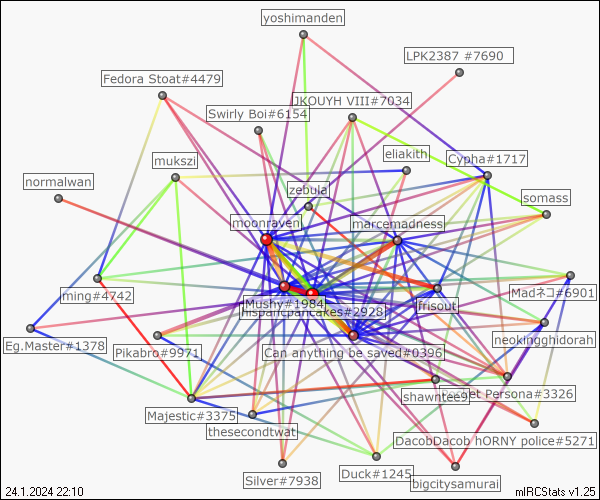 yoshimanden
LPK2387 #7690
Fedora Stoat#4479
JKOUYH VIII#7034
Swirly Boi#6154
eliakith
mukszi
Cypha#1717
normalwan
zebula
somass
moonraven
marcemadness
ming#4742
Madネコ#6901
Mushy#1984
frisout
hispanicpancakes#2928
neokingghidorah
Eg.Master#1378
Pikabro#9971
Can anything be saved#0396
Persona#3326
shawntee9
Majestic#3375
thesecondtwat
DacobDacob hORNY police#5271
Silver#7938
Duck#1245
bigcitysamurai
24.1.2024 22:10
mIRCStats v1.25